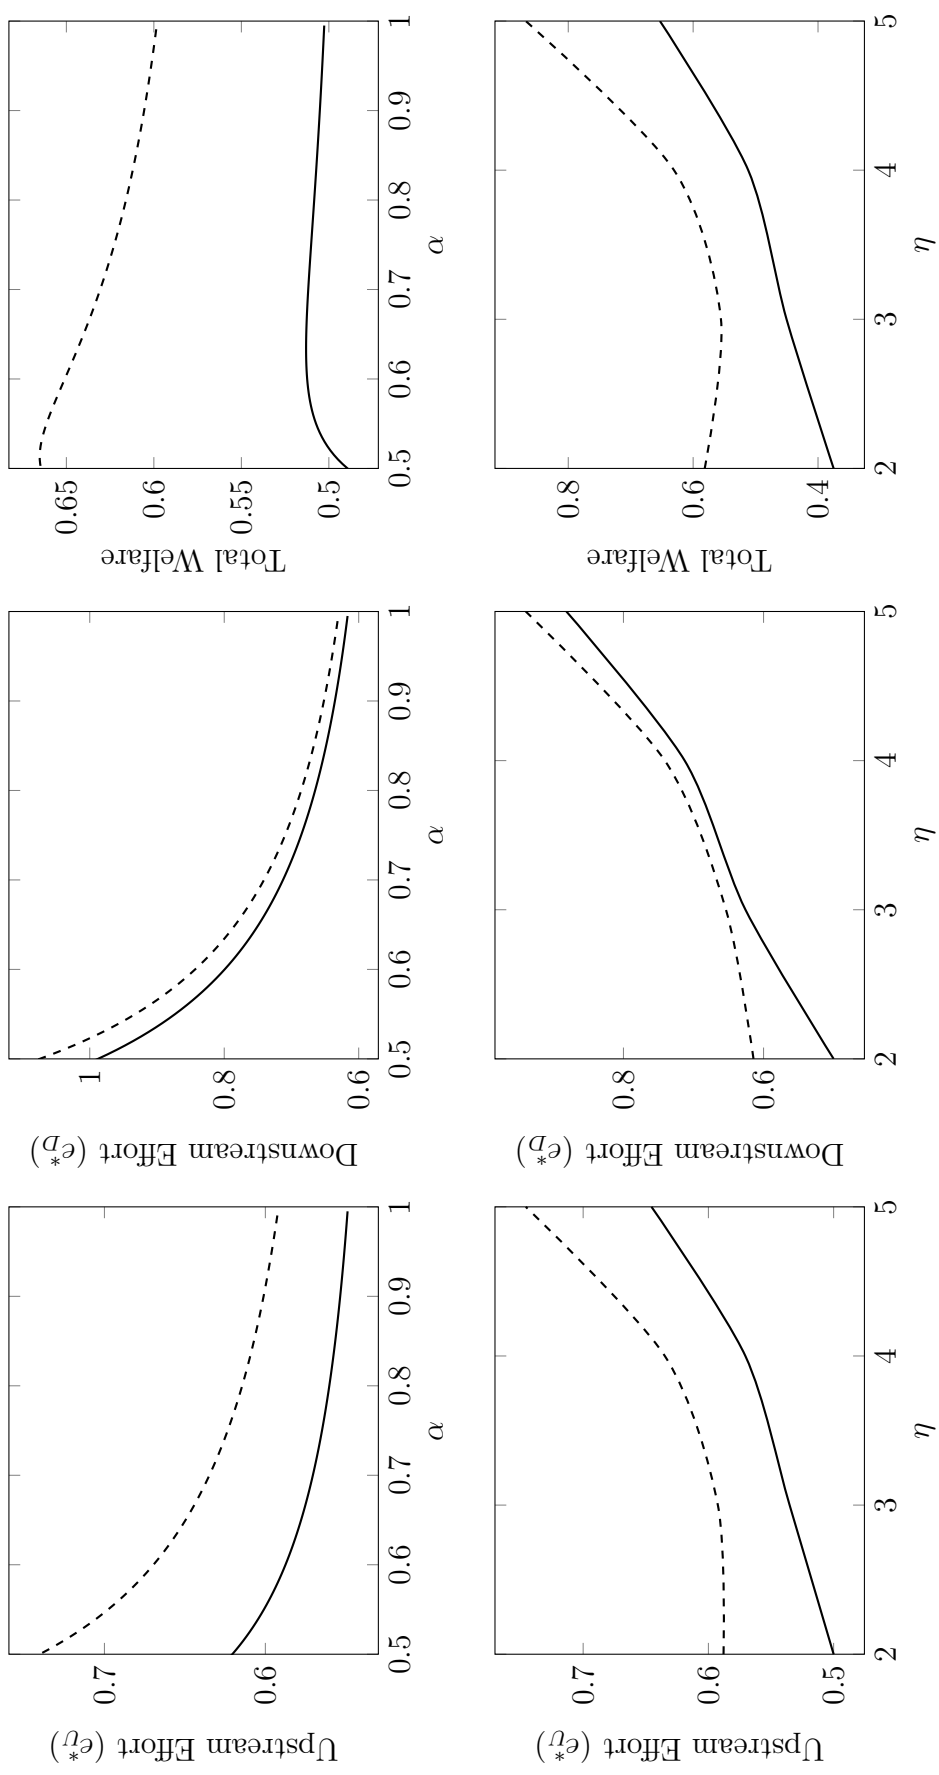 Upstream Effort (e*_U)
0.7
0.6
0.5 0.6 0.7 0.8 0.9 1
α
Downstream Effort (e*_D)
1
0.8
0.6
0.5 0.6 0.7 0.8 0.9 1
α
Total Welfare
0.65
0.6
0.55
0.5
0.5 0.6 0.7 0.8 0.9 1
α
Upstream Effort (e*_U)
0.7
0.6
0.5
2 3 4 5
η
Downstream Effort (e*_D)
0.8
0.6
2 3 4 5
η
Total Welfare
0.8
0.6
0.4
2 3 4 5
η